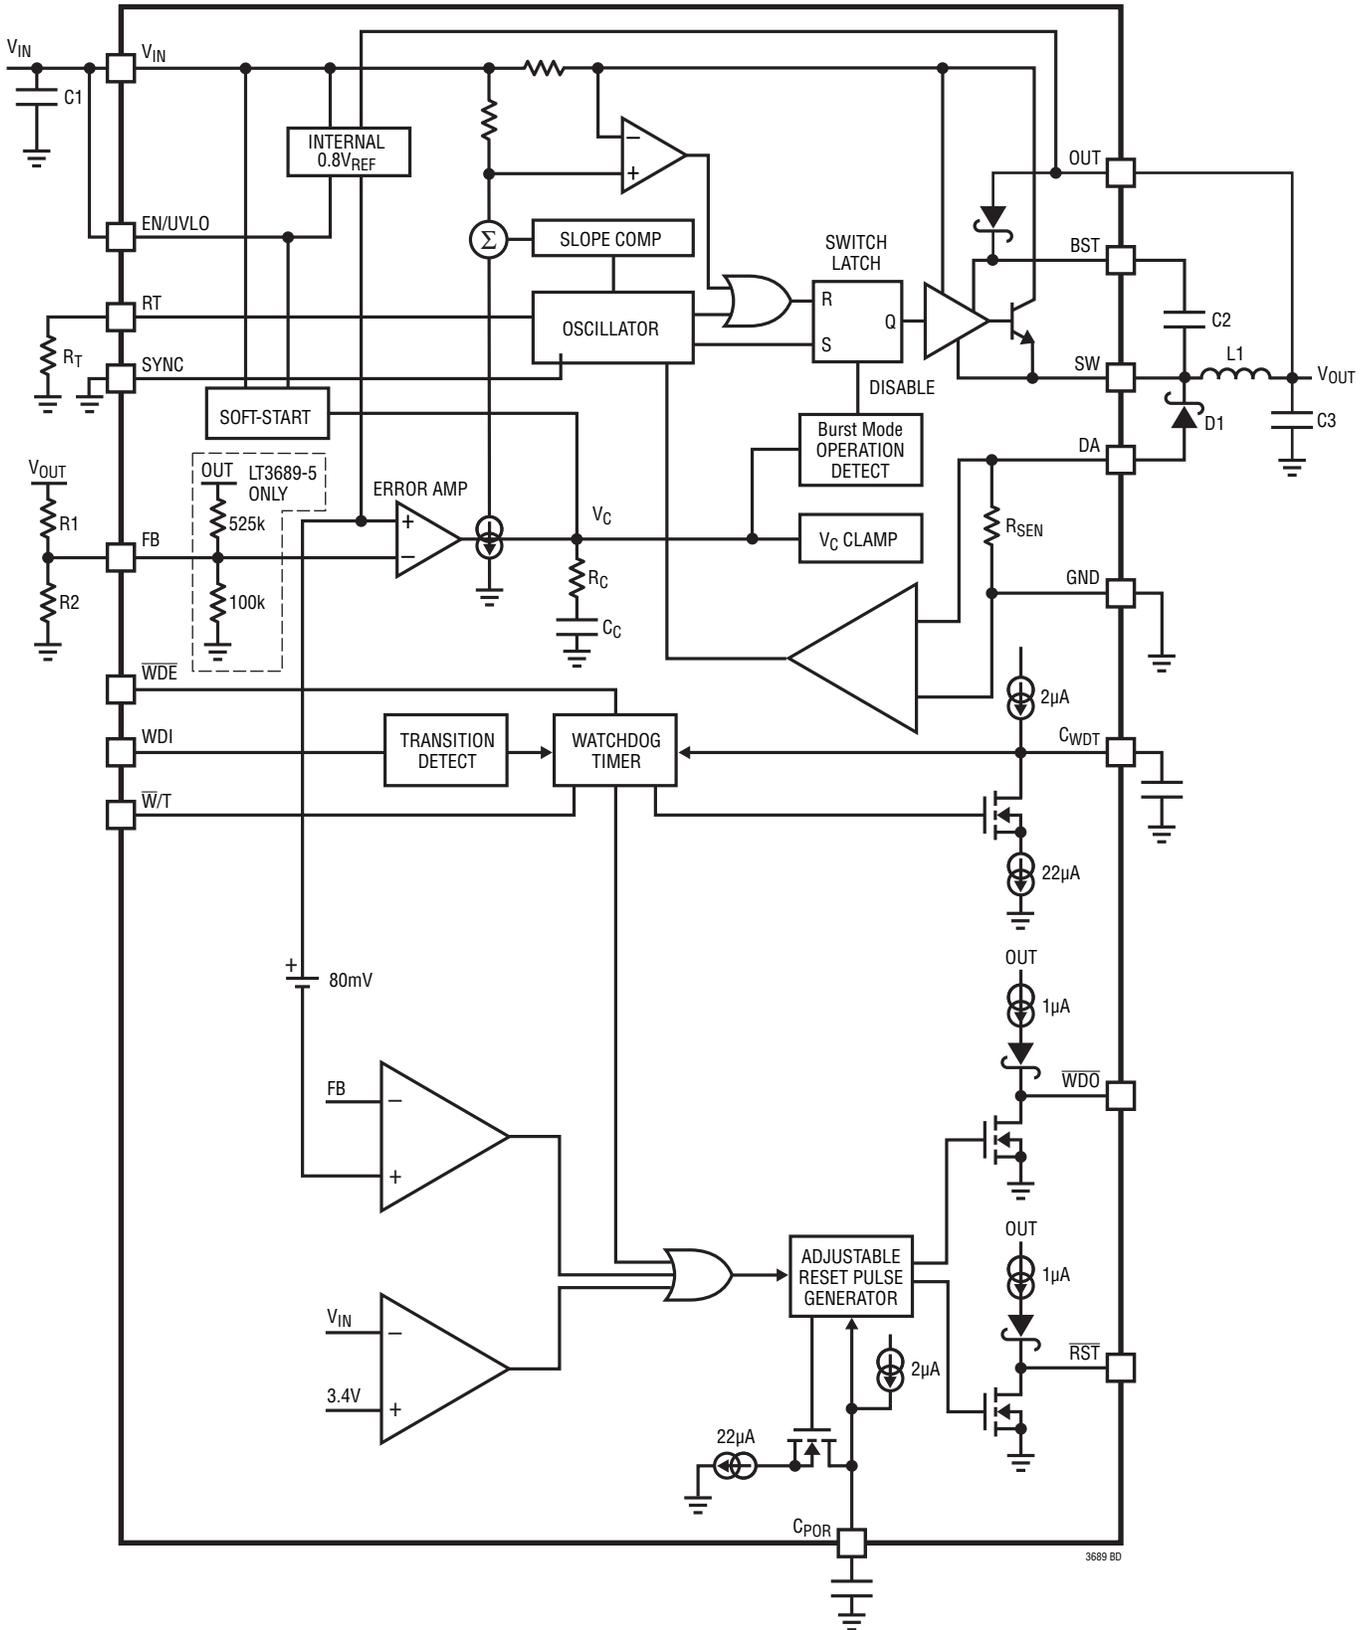 VIN
VIN
C1
INTERNAL
0.8VREF
OUT
EN/UVLO
−
+
Σ
SLOPE COMP
SWITCH
LATCH
BST
RT
OSCILLATOR
R
Q
S
C2
RT
SYNC
SW
L1
VOUT
DISABLE
SOFT-START
D1
C3
Burst Mode
OPERATION
DETECT
DA
VOUT
OUT
LT3689-5
ONLY
ERROR AMP
R1
525k
+
VC
RSEN
FB
−
VC CLAMP
R2
100k
RC
GND
CC
WDE
2µA
WDI
TRANSITION
DETECT
WATCHDOG
TIMER
CWDT
W/T
22µA
OUT
+
80mV
1µA
FB
−
WDO
+
OUT
ADJUSTABLE
RESET PULSE
GENERATOR
1µA
VIN
−
RST
2µA
3.4V
+
22µA
CPOR
3689 BD